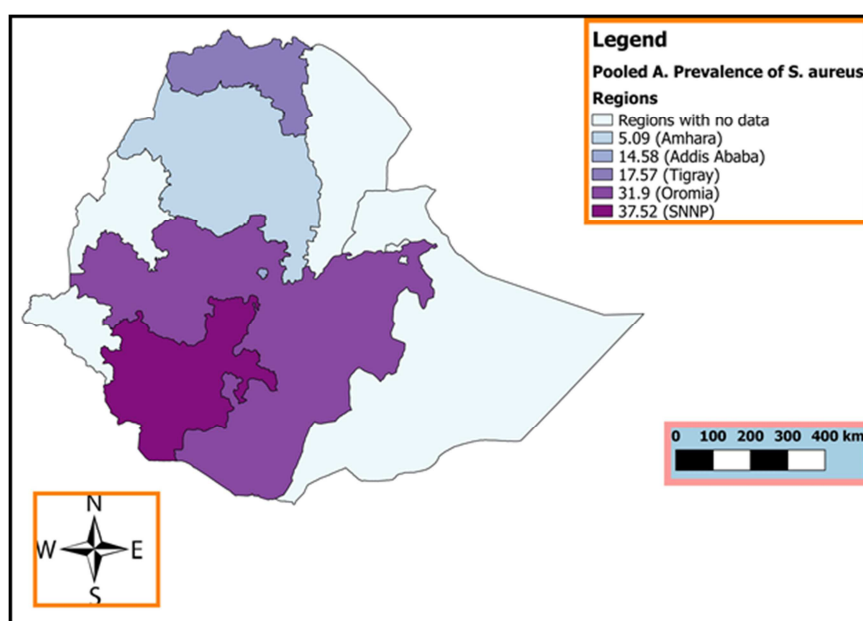 Legend
Pooled A. Prevalence of S. aureus
Regions
Regions with no data
5.09 (Amhara)
14.58 (Addis Ababa)
17.57 (Tigray)
31.9 (Oromia)
37.52 (SNNP)
0 100 200 300 400 km
N
W E
S